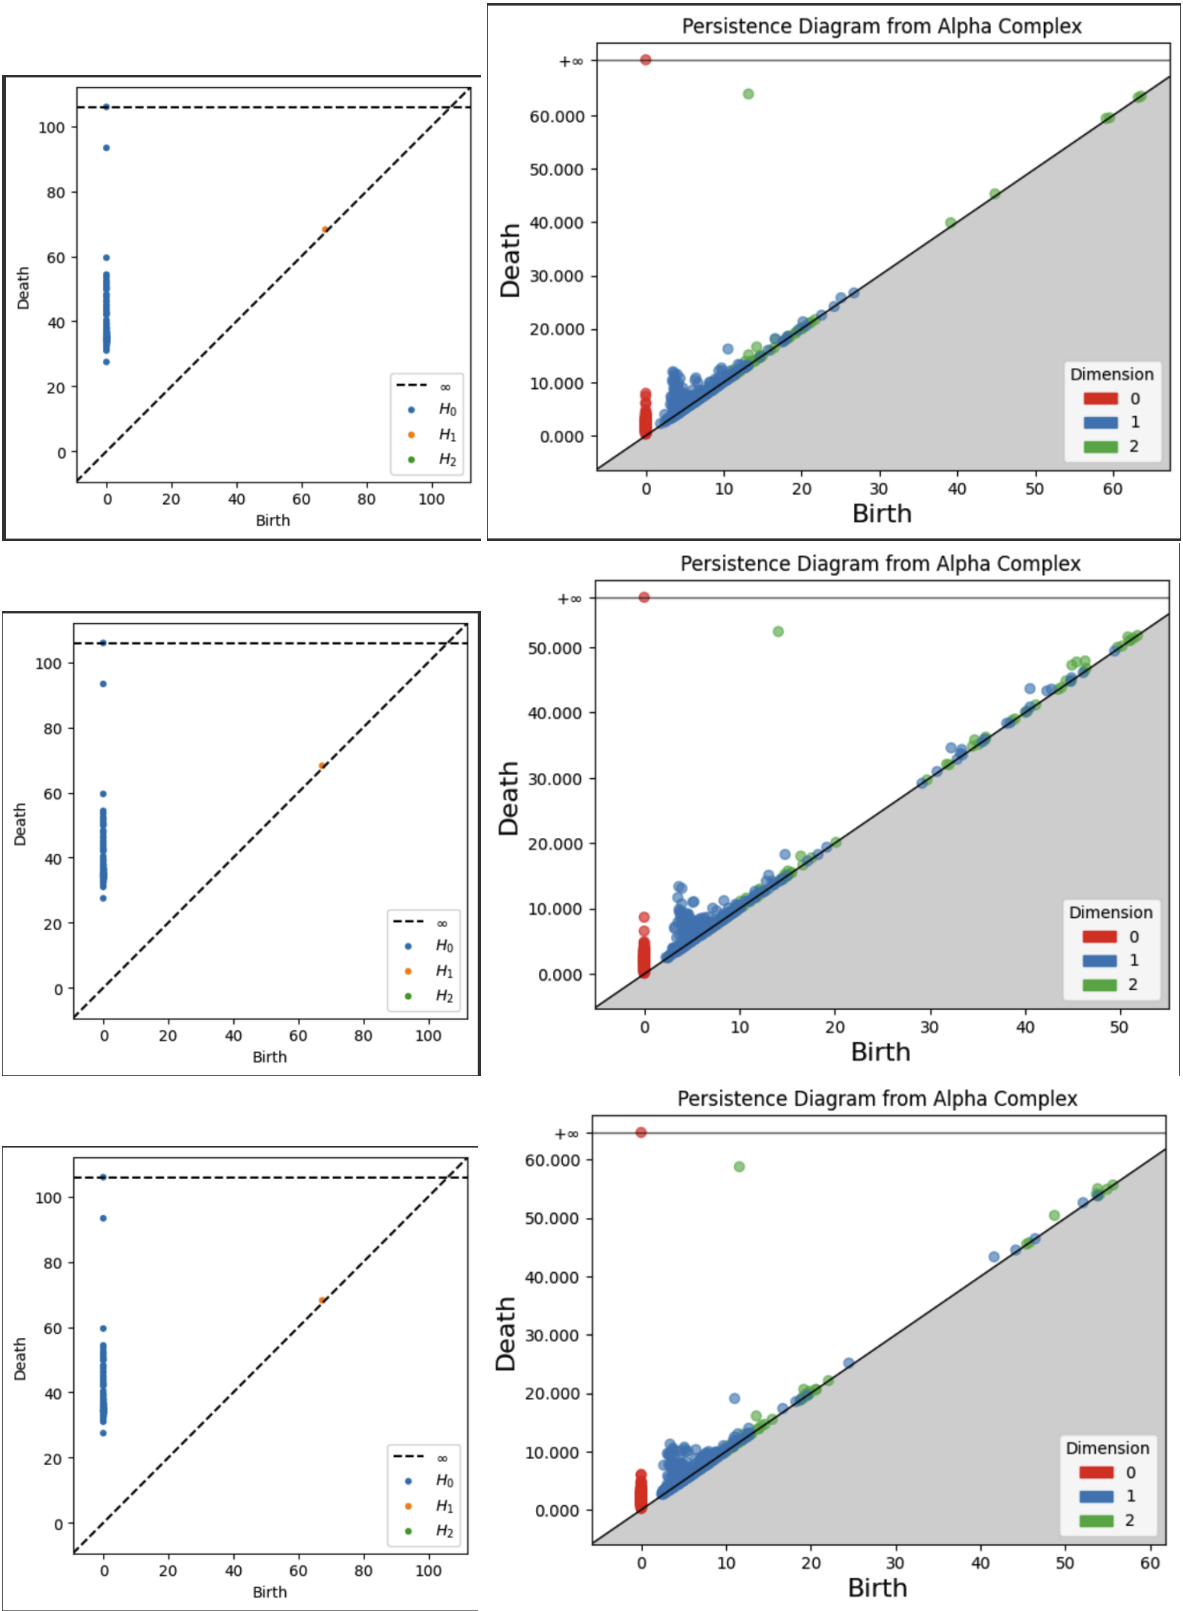 Death
100
80
60
40
20
0
∞
H₀
H₁
H₂
0 20 40 60 80 100
Birth
Persistence Diagram from Alpha Complex
Death
+∞
60.000
50.000
40.000
30.000
20.000
10.000
0.000
Dimension
0
1
2
0 10 20 30 40 50 60
Birth
Death
100
80
60
40
20
0
∞
H₀
H₁
H₂
0 20 40 60 80 100
Birth
Persistence Diagram from Alpha Complex
Death
+∞
50.000
40.000
30.000
20.000
10.000
0.000
Dimension
0
1
2
0 10 20 30 40 50
Birth
Death
100
80
60
40
20
0
∞
H₀
H₁
H₂
0 20 40 60 80 100
Birth
Persistence Diagram from Alpha Complex
Death
+∞
60.000
50.000
40.000
30.000
20.000
10.000
0.000
Dimension
0
1
2
0 10 20 30 40 50 60
Birth